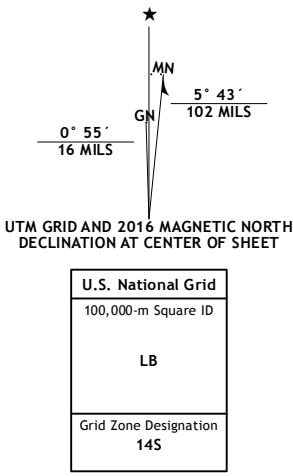 ★
MN
GN
5° 43´
102 MILS
0° 55´
16 MILS
UTM GRID AND 2016 MAGNETIC NORTH
DECLINATION AT CENTER OF SHEET
U.S. National Grid
100,000-m Square ID
LB
Grid Zone Designation
14S